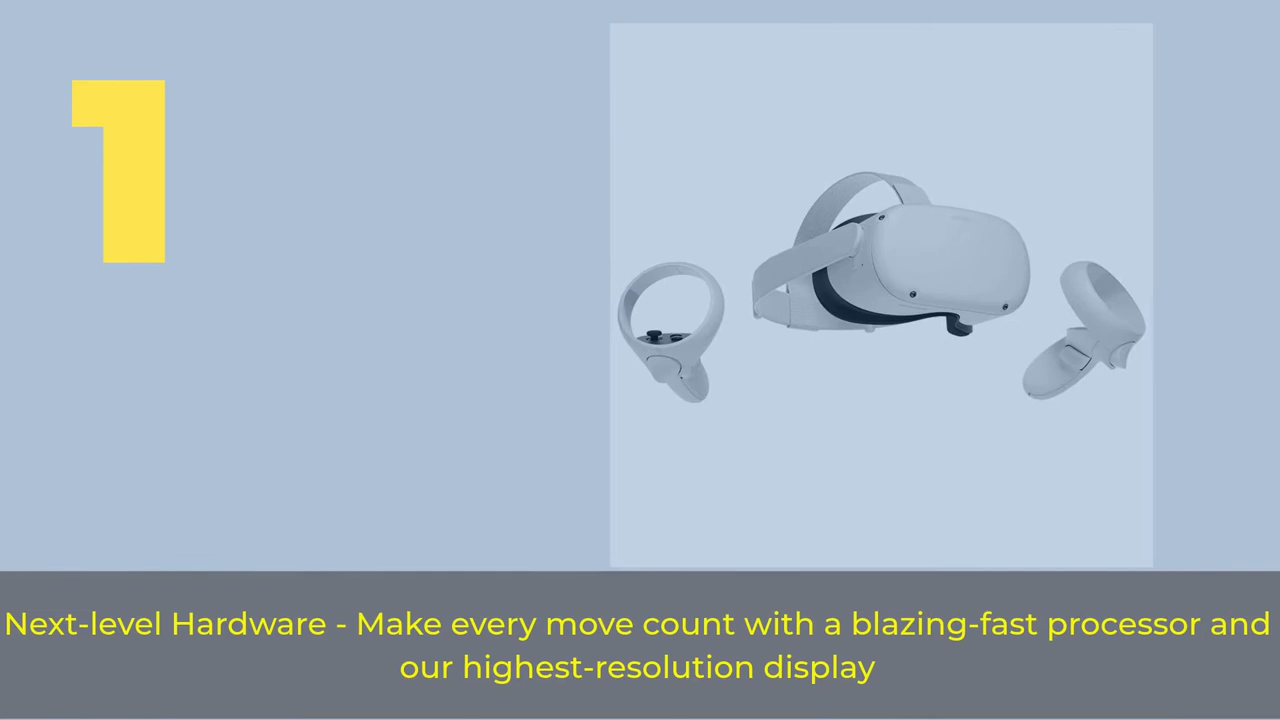 1
Next-level Hardware - Make every move count with a blazing-fast processor and
our highest-resolution display